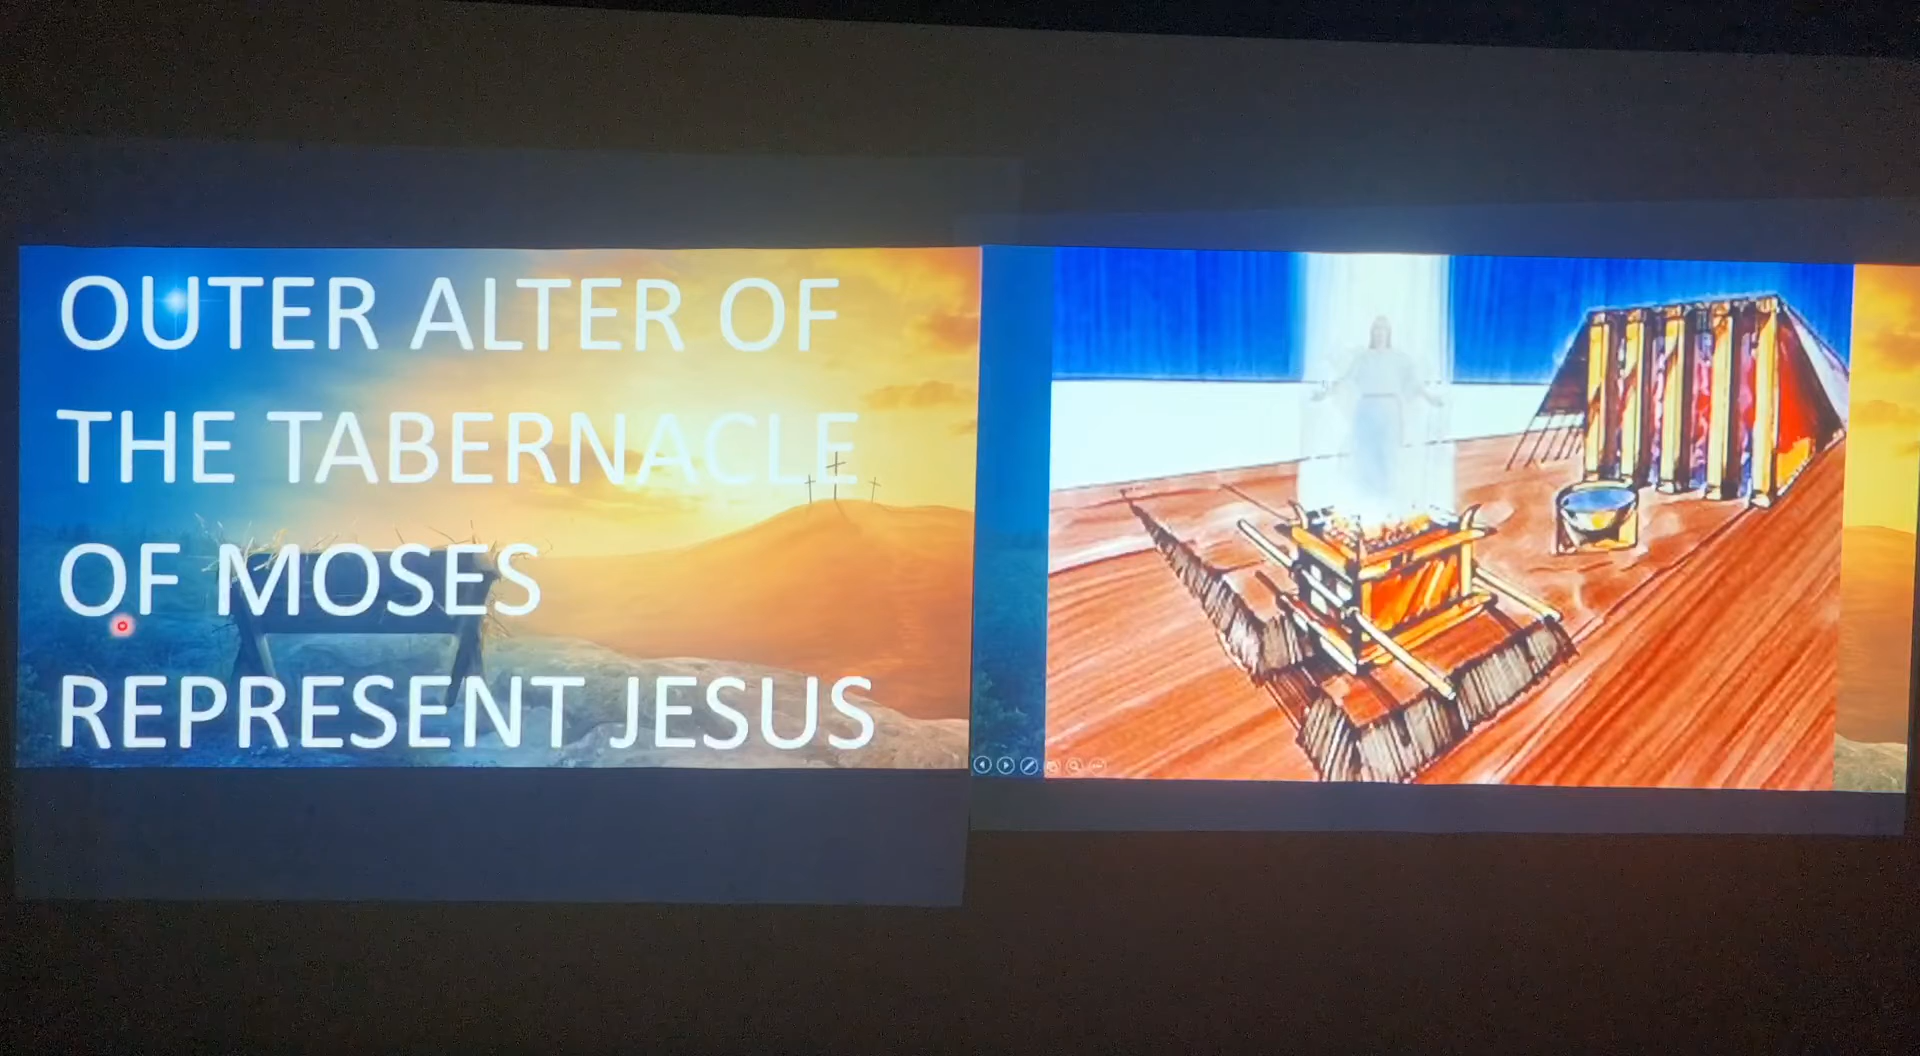 OUTER ALTER OF
THE TABERNACLE
OF MOSES
REPRESENT JESUS